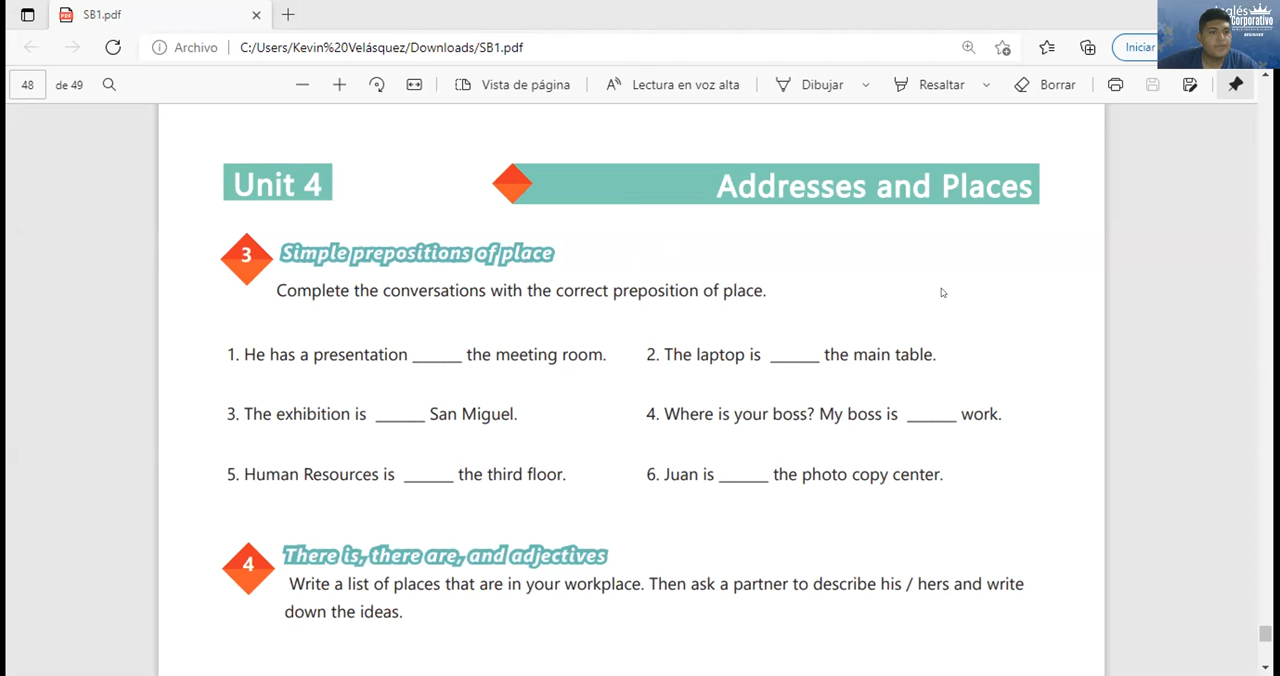 SB1.pdf
Archivo C:/Users/Kevin%20Velásquez/Downloads/SB1.pdf Iniciar
Inglés
Corporativo
48 de 49 Vista de página Lectura en voz alta Dibujar Resaltar Borrar
Unit 4 Addresses and Places
3 Simple prepositions of place
Complete the conversations with the correct preposition of place.
1. He has a presentation ______ the meeting room. 2. The laptop is ______ the main table.
3. The exhibition is ______ San Miguel. 4. Where is your boss? My boss is ______ work.
5. Human Resources is ______ the third floor. 6. Juan is ______ the photo copy center.
4 There is, there are, and adjectives
Write a list of places that are in your workplace. Then ask a partner to describe his / hers and write
down the ideas.